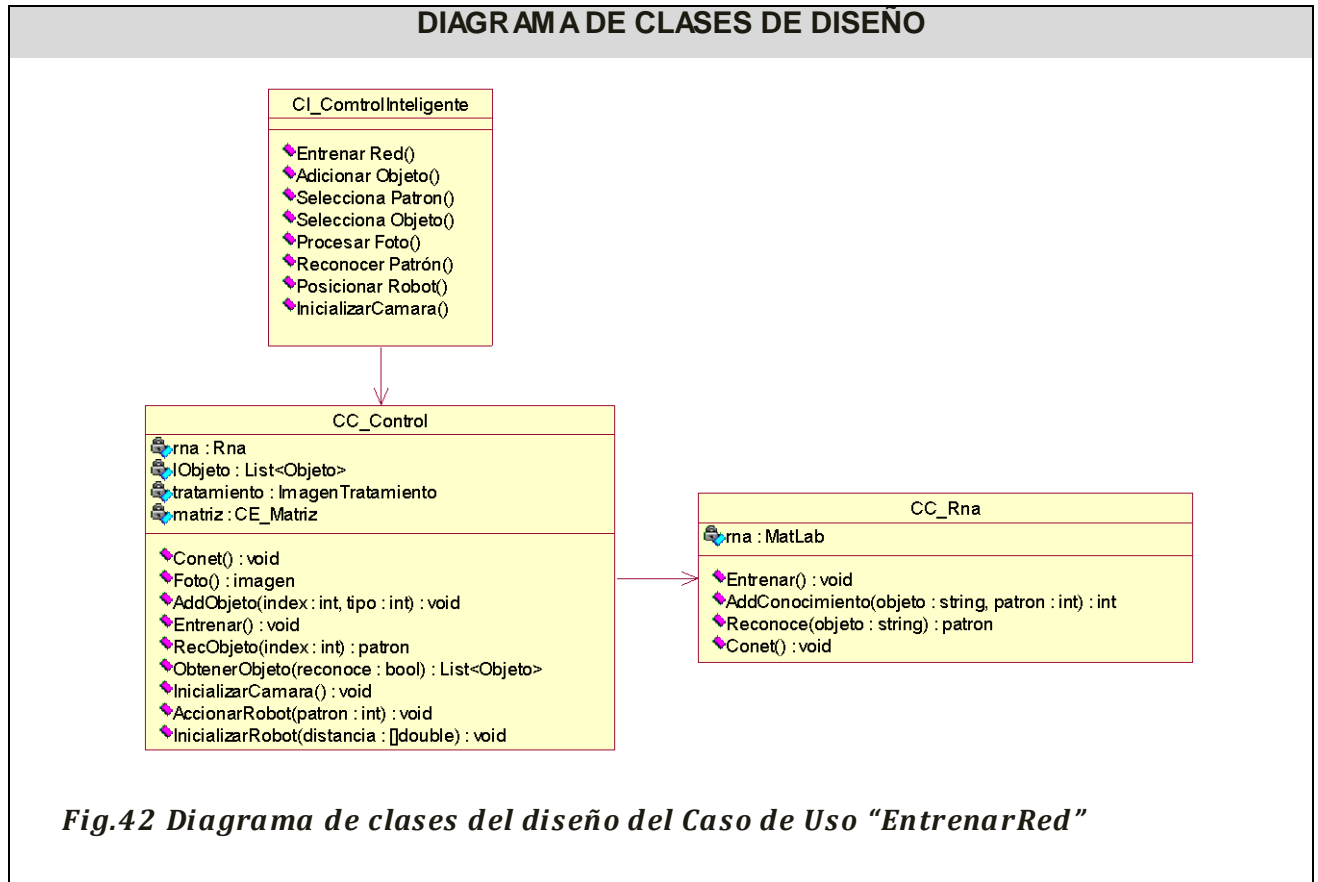 DIAGRAMA DE CLASES DE DISEÑO
CI_ComtrolInteligente
Entrenar Red()
Adicionar Objeto()
Selecciona Patron()
Selecciona Objeto()
Procesar Foto()
Reconocer Patrón()
Posicionar Robot()
InicializarCamara()
CC_Control
rna : Rna
lObjeto : List<Objeto>
tratamiento : ImagenTratamiento
matriz : CE_Matriz
Conet() : void
Foto() : imagen
AddObjeto(index : int, tipo : int) : void
Entrenar() : void
RecObjeto(index : int) : patron
ObtenerObjeto(reconoce : bool) : List<Objeto>
InicializarCamara() : void
AccionarRobot(patron : int) : void
InicializarRobot(distancia : []double) : void
CC_Rna
rna : MatLab
Entrenar() : void
AddConocimiento(objeto : string, patron : int) : int
Reconoce(objeto : string) : patron
Conet() : void
Fig.42 Diagrama de clases del diseño del Caso de Uso “EntrenarRed”